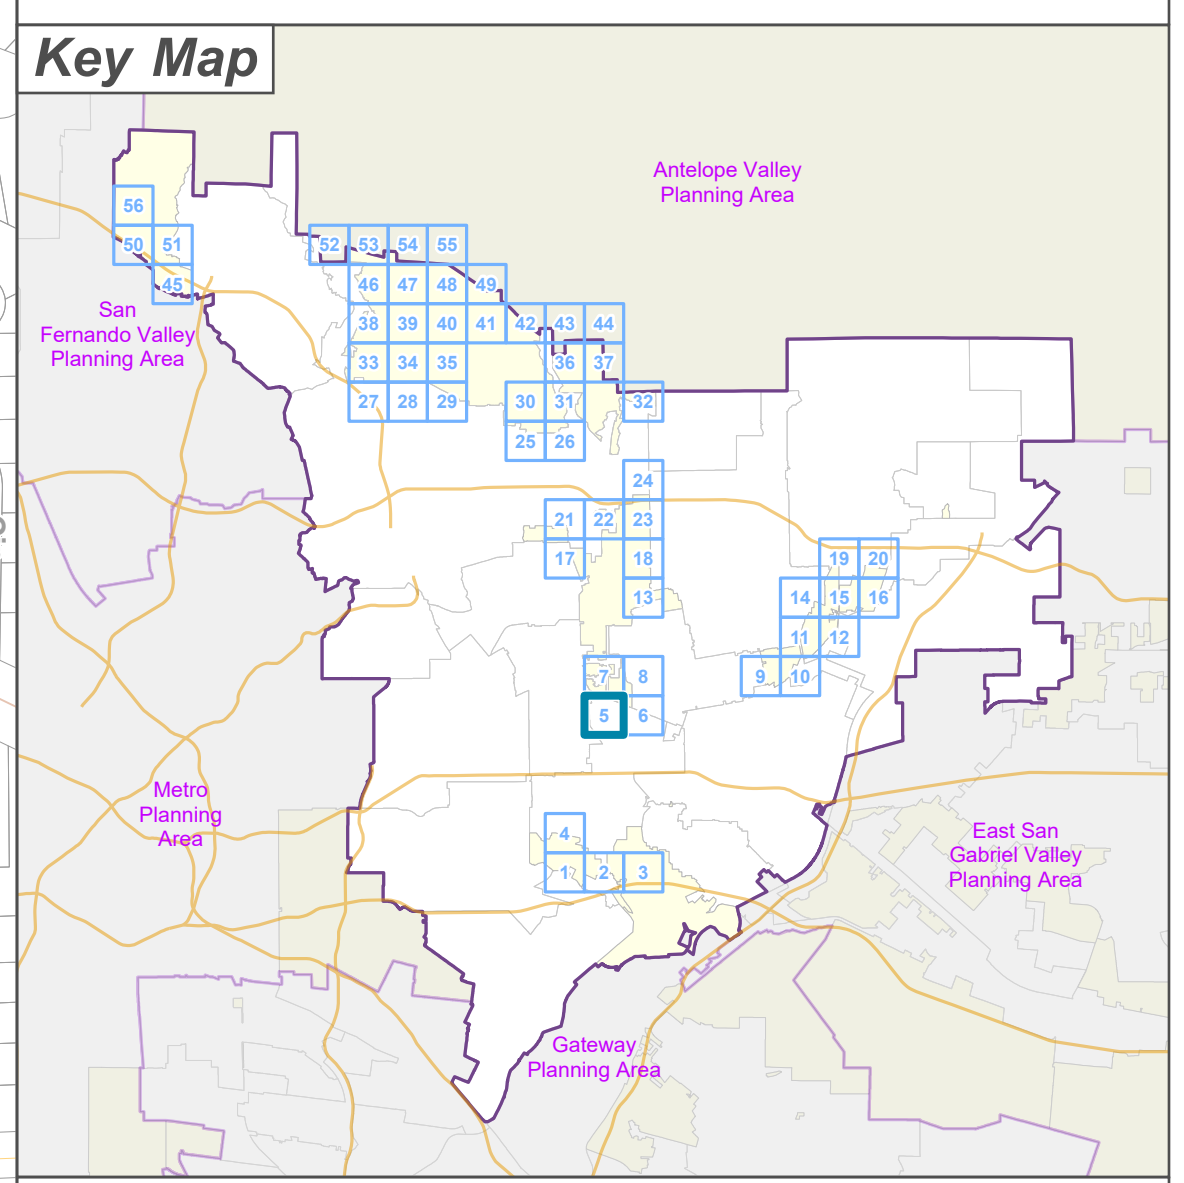 Key Map
Antelope Valley
Planning Area
56
50 51
52 53 54 55
45
46 47 48 49
San
Fernando Valley
Planning Area
38 39 40 41 42 43 44
33 34 35 36 37
27 28 29 30 31 32
25 26
24
21 22 23
17 18 19 20
13 14 15 16
11 12
7 8 9 10
5 6
Metro
Planning
Area
4
East San
Gabriel Valley
Planning Area
1 2 3
Gateway
Planning Area